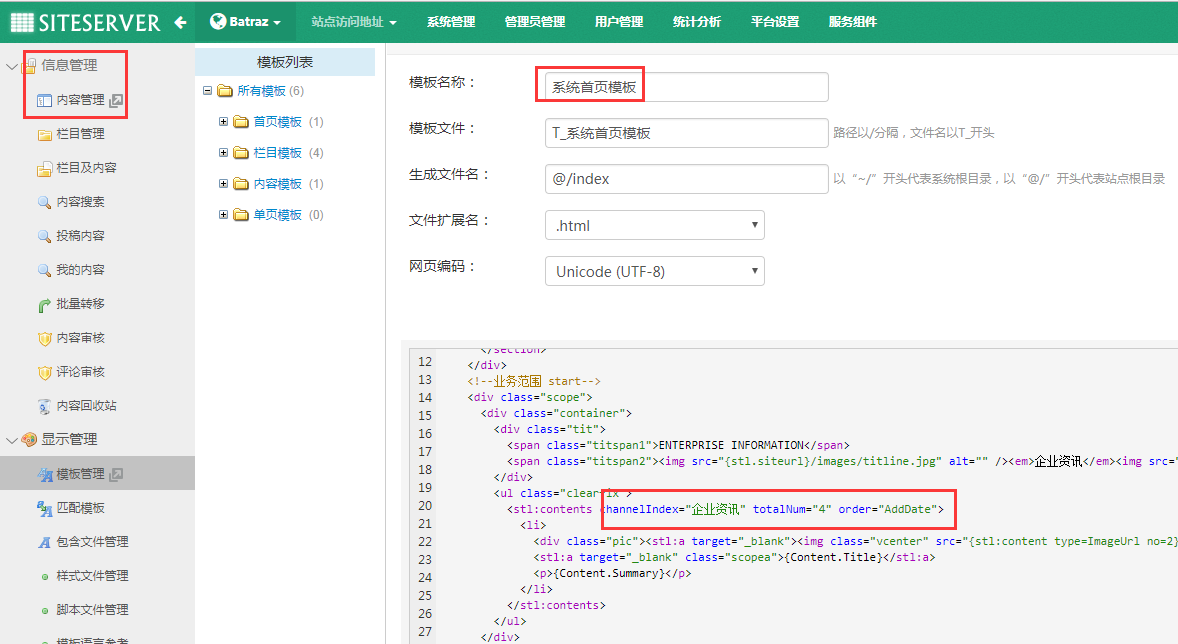 SITESERVER Batraz 站点访问地址 系统管理 管理员管理 用户管理 统计分析 平台设置 服务组件
信息管理
内容管理
栏目管理
栏目及内容
内容搜索
投稿内容
我的内容
批量转移
内容审核
评论审核
内容回收站
显示管理
模板管理
匹配模板
包含文件管理
样式文件管理
脚本文件管理
模板语言参考
模板列表
所有模板 (6)
首页模板 (1)
栏目模板 (4)
内容模板 (1)
单页模板 (0)
模板名称： 系统首页模板
模板文件： T_系统首页模板 路径以/分隔，文件名以T_开头
生成文件名： @/index 以“~/”开头代表系统根目录，以“@/”开头代表站点根目录
文件扩展名： .html
网页编码： Unicode (UTF-8)
</section>
12 </div>
13 <!--业务范围 start-->
14 <div class="scope">
15 <div class="container">
16 <div class="tit">
17 <span class="titspan1">ENTERPRISE INFORMATION</span>
18 <span class="titspan2"><img src="{stl.siteurl}/images/titline.jpg" alt="" /><em>企业资讯</em><img src="
19 </div>
20 <ul class="clearfix">
21 <stl:contents channelIndex="企业资讯" totalNum="4" order="AddDate">
22 <li>
23 <div class="pic"><stl:a target="_blank"><img class="vcenter" src="{stl:content type=ImageUrl no=2}
24 <stl:a target="_blank" class="scopea">{Content.Title}</stl:a>
25 <p>{Content.Summary}</p>
26 </li>
27 </stl:contents>
</ul>
</div>